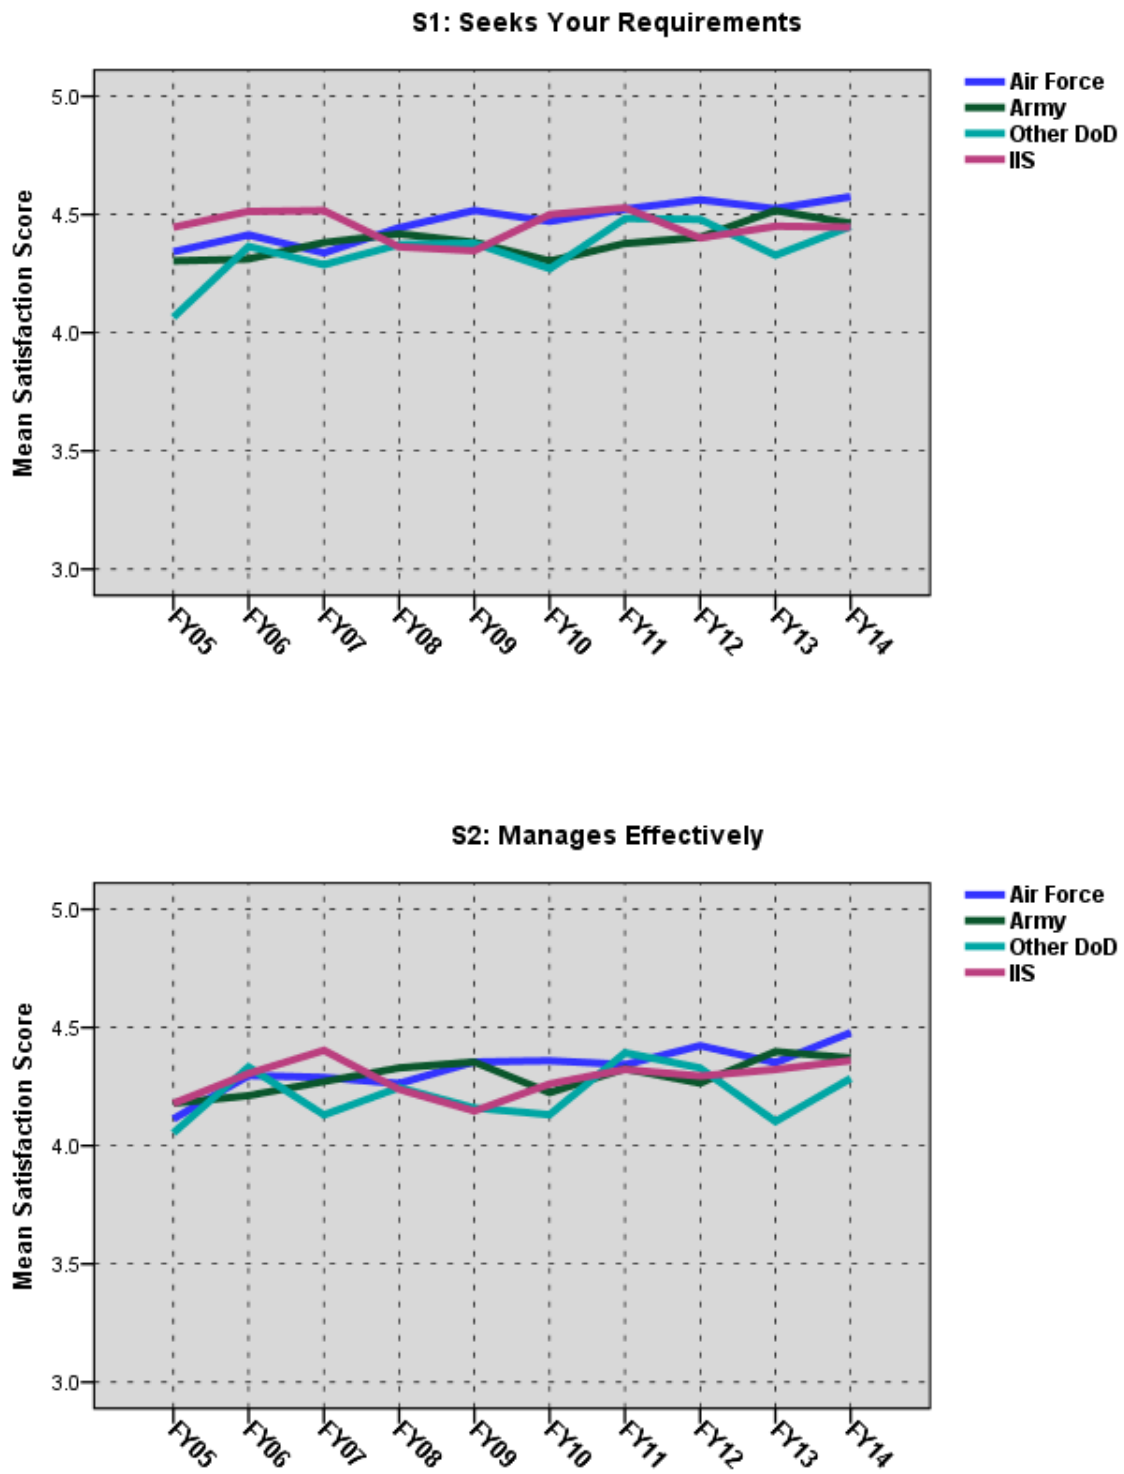 S1: Seeks Your Requirements
Mean Satisfaction Score
5.0
4.5
4.0
3.5
3.0
FY05
FY06
FY07
FY08
FY09
FY10
FY11
FY12
FY13
FY14
Air Force
Army
Other DoD
IIS
S2: Manages Effectively
Mean Satisfaction Score
5.0
4.5
4.0
3.5
3.0
FY05
FY06
FY07
FY08
FY09
FY10
FY11
FY12
FY13
FY14
Air Force
Army
Other DoD
IIS